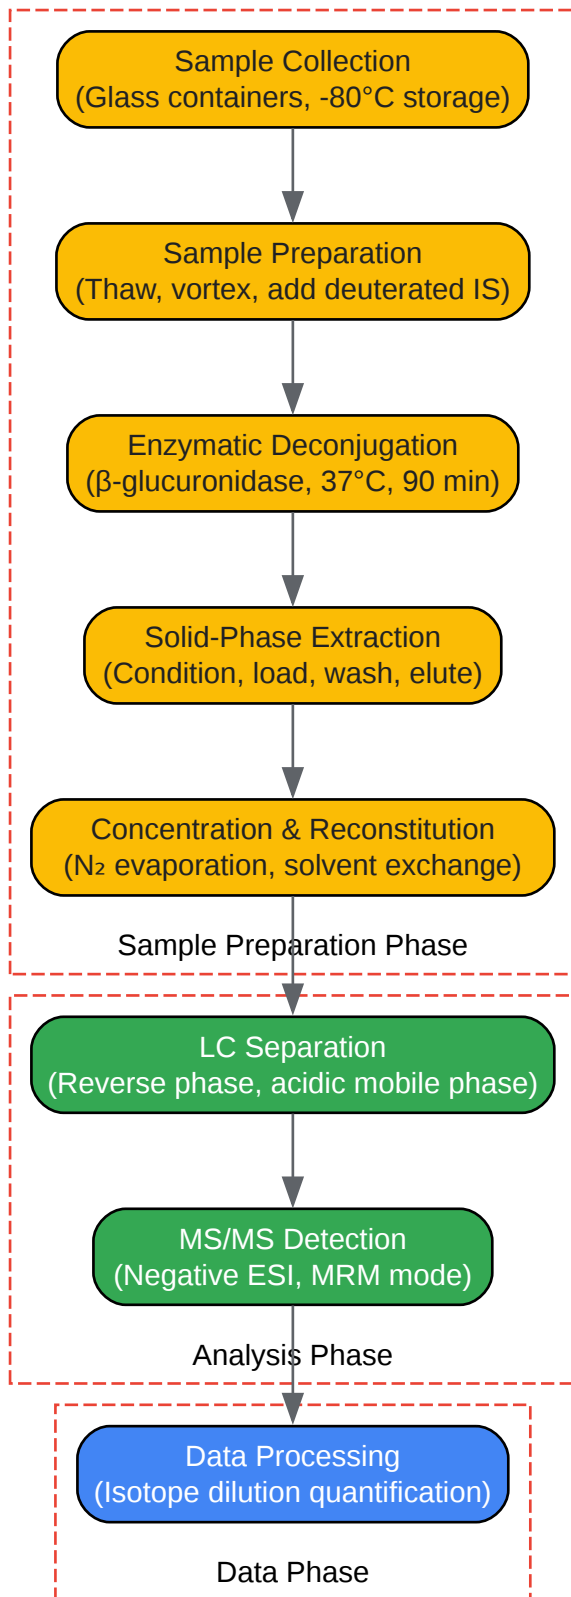 Sample Collection
(Glass containers, -80°C storage)
Sample Preparation
(Thaw, vortex, add deuterated IS)
Enzymatic Deconjugation
(β-glucuronidase, 37°C, 90 min)
Solid-Phase Extraction
(Condition, load, wash, elute)
Concentration & Reconstitution
(N₂ evaporation, solvent exchange)
Sample Preparation Phase
LC Separation
(Reverse phase, acidic mobile phase)
MS/MS Detection
(Negative ESI, MRM mode)
Analysis Phase
Data Processing
(Isotope dilution quantification)
Data Phase